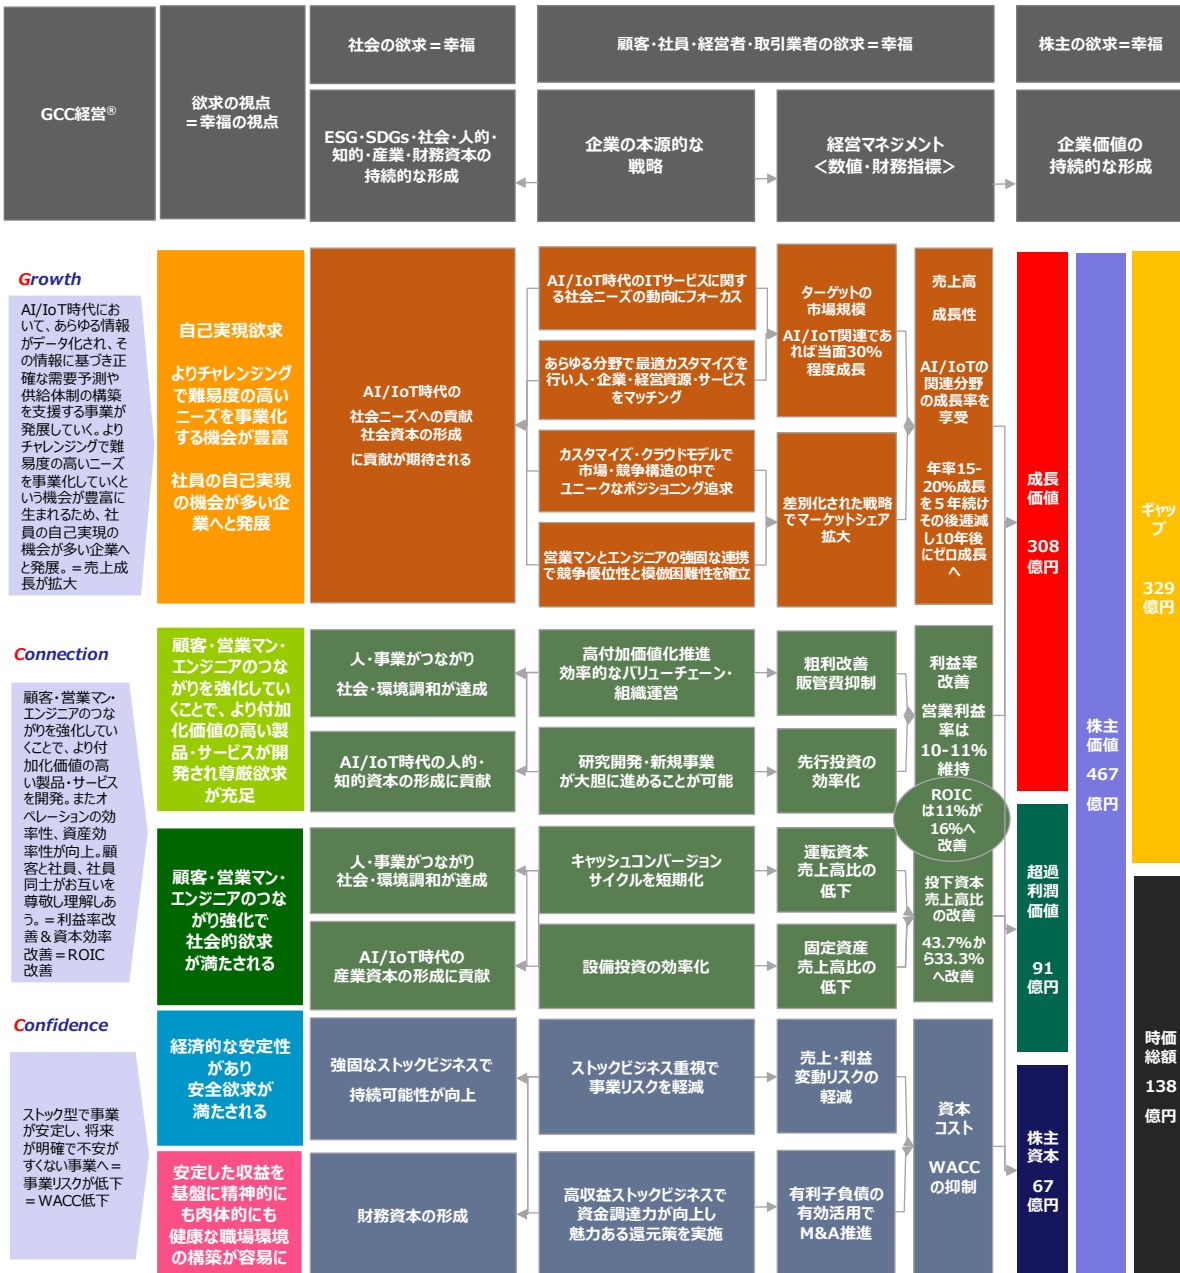 GCC経営®
欲求の視点
＝幸福の視点
社会の欲求＝幸福
顧客・社員・経営者・取引業者の欲求＝幸福
株主の欲求=幸福
ESG・SDGs・社会・人的・
知的・産業・財務資本の
持続的な形成
企業の本源的な
戦略
経営マネジメント
＜数値・財務指標＞
企業価値の
持続的な形成
Growth
AI/IoT時代にお
いて、あらゆる情報
がデータ化され、そ
の情報に基づき正
確な需要予測や
供給体制の構築
を支援する事業が
発展していく。より
チャレンジングで難
易度の高いニーズ
を事業化していくと
いう機会が豊富に
生まれるため、社
員の自己実現の
機会が多い企業へ
と発展。＝売上成
長が拡大
自己実現欲求
よりチャレンジング
で難易度の高い
ニーズを事業化
する機会が豊富
社員の自己実現
の機会が多い企
業へと発展
AI/IoT時代の
社会ニーズへの貢献
社会資本の形成
に貢献が期待される
AI/IoT時代のITサービスに関す
る社会ニーズの動向にフォーカス
あらゆる分野で最適カスタマイズを
行い人・企業・経営資源・サービス
をマッチング
カスタマイズ・クラウドモデルで
市場・競争構造の中で
ユニークなポジショニング追求
営業マンとエンジニアの強固な連携
で競争優位性と模倣困難性を確立
ターゲットの
市場規模
AI/IoT関連であ
れば当面30%
程度成長
差別化された戦略
でマーケットシェア
拡大
売上高
成長性
AI/IoTの
関連分野
の成長率を
享受
年率15-
20%成長
を５年続け
その後逓減
し10年後
にゼロ成長
へ
成長
価値
308
億円
株主
価値
467
億円
ギャッ
プ
329
億円
Connection
顧客・営業マン・
エンジニアのつな
がりを強化してい
くことで、より付
加化価値の高
い製品・サービス
を開発。またオ
ペレーションの効
率性、資産効
率性が向上。顧
客と社員、社員
同士がお互いを
尊敬し理解しあ
う。＝利益率改
善＆資本効率
改善＝ROIC
改善
顧客・営業マン・
エンジニアのつな
がりを強化していく
くことで、より付加
化価値の高い製
品・サービスが開
発され尊厳欲求
が充足
人・事業がつながり
社会・環境調和が達成
AI/IoT時代の人的・
知的資本の形成に貢献
高付加価値化推進
効率的なバリューチェーン・
組織運営
研究開発・新規事業
が大胆に進めることが可能
粗利改善
販管費抑制
先行投資の
効率化
利益率
改善
営業利益
率は
10-11%
維持
ROIC
は11%が
16%へ
改善
顧客・営業マン・
エンジニアのつな
がり強化で
社会的欲求
が満たされる
人・事業がつながり
社会・環境調和が達成
AI/IoT時代の
産業資本の形成に貢献
キャッシュコンバージョン
サイクルを短期化
設備投資の効率化
運転資本
売上高比の
低下
固定資産
売上高比の
低下
投下資本
売上高比
の改善
43.7%か
ら33.3%
へ改善
超過
利潤
価値
91
億円
Confidence
ストック型で事業
が安定し、将来
が明確で不安が
すくない事業へ＝
事業リスクが低下
＝WACC低下
経済的な安定性
があり
安全欲求が
満たされる
安定した収益を
基盤に精神的に
も肉体的にも
健康な職場環境
の構築が容易に
強固なストックビジネスで
持続可能性が向上
財務資本の形成
ストックビジネス重視で
事業リスクを軽減
高収益ストックビジネスで
資金調達力が向上し
魅力ある還元策を実施
売上・利益
変動リスクの
軽減
有利子負債の
有効活用で
M&A推進
資本
コスト
WACC
の抑制
株主
資本
67
億円
時価
総額
138
億円